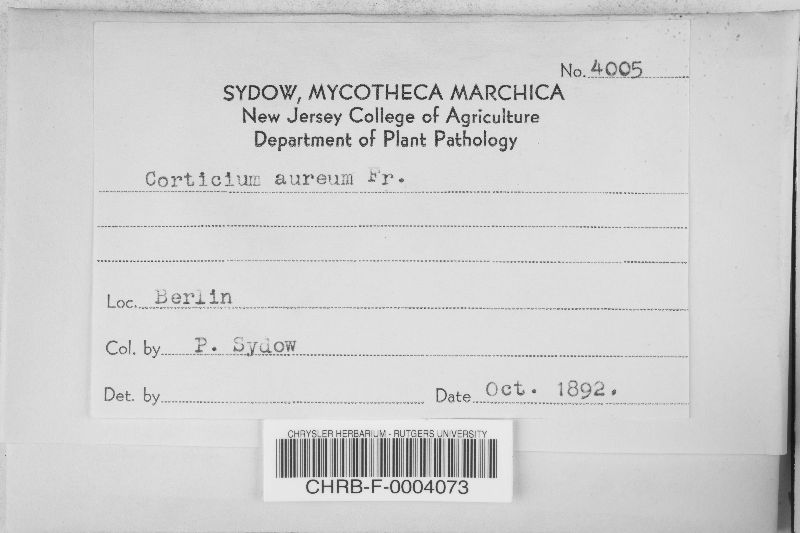 No. 4005
SYDOW, MYCOTHECA MARCHICA
New Jersey College of Agriculture
Department of Plant Pathology
Corticium aureum Fr.
Loc. Berlin
Col. by P. Sydow
Det. by
Date Oct. 1892.
CHRYSLER HERBARIUM - RUTGERS UNIVERSITY
CHRB-F-0004073